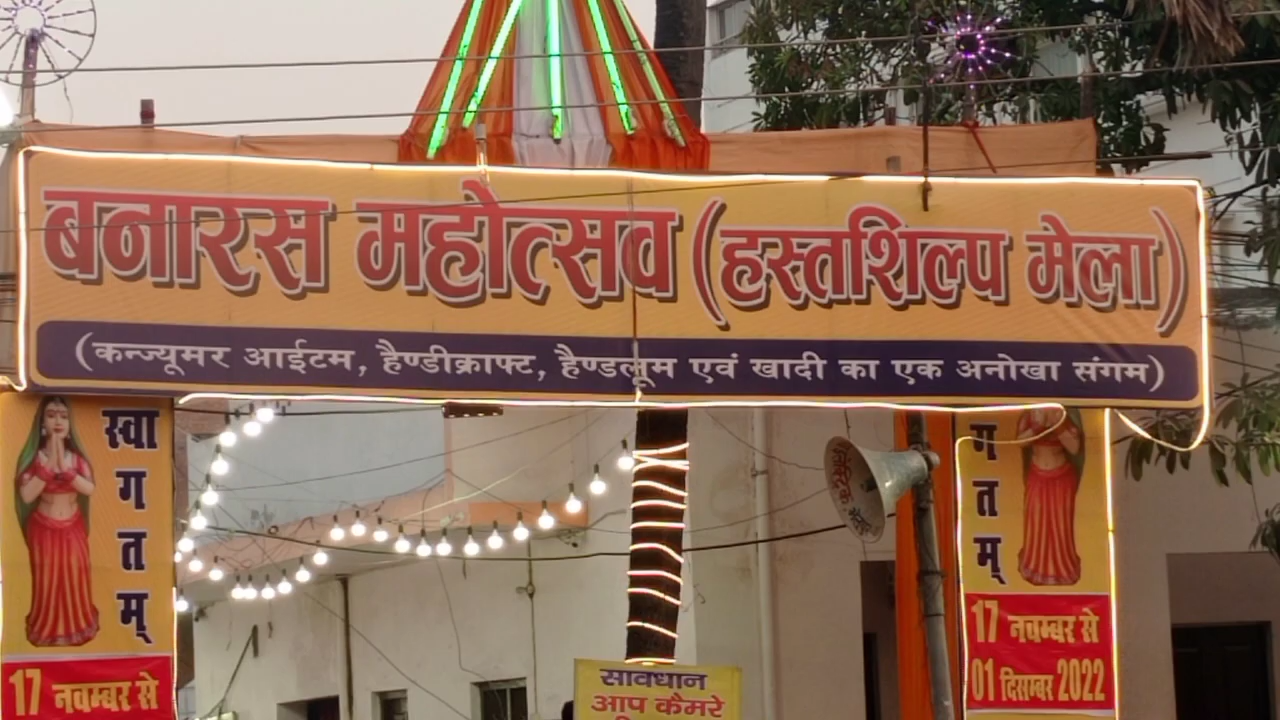 बनारस महोत्सव (हस्तशिल्प मेला)
(कन्ज्यूमर आईटम, हैण्डीक्राफ्ट, हैण्डलूम एवं खादी का एक अनोखा संगम)
स्वा
ग
त
म्
17 नवम्बर से
ग
त
म्
17 नवम्बर से
01 दिसम्बर 2022
सावधान
आप कैमरे